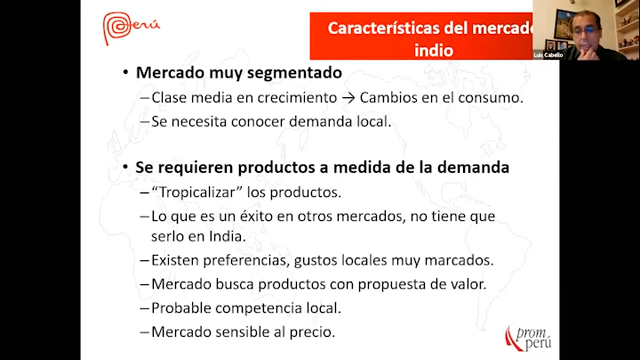 Perú
Características del mercado
indio
Luis Cabello
• Mercado muy segmentado
–Clase media en crecimiento → Cambios en el consumo.
–Se necesita conocer demanda local.
• Se requieren productos a medida de la demanda
–“Tropicalizar” los productos.
–Lo que es un éxito en otros mercados, no tiene que
serlo en India.
–Existen preferencias, gustos locales muy marcados.
–Mercado busca productos con propuesta de valor.
–Probable competencia local.
–Mercado sensible al precio.
prom
perú